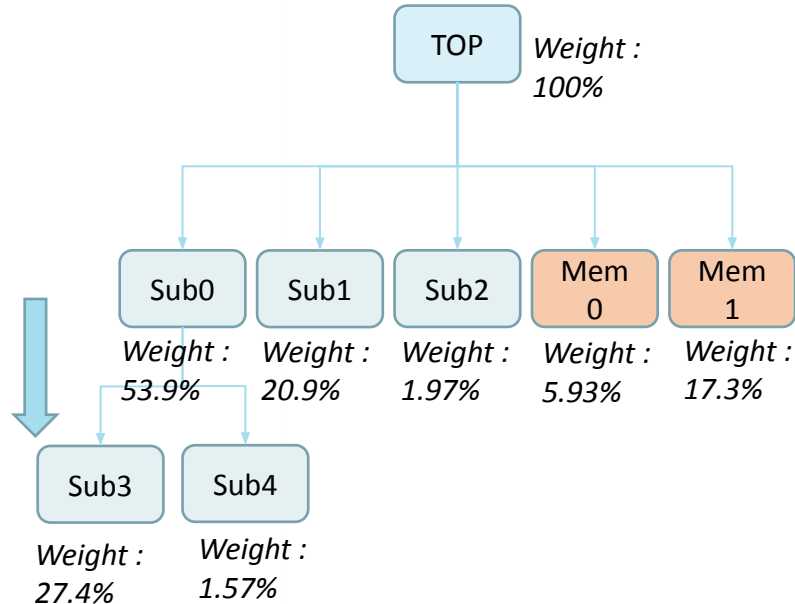 TOP
Weight :
100%
Sub0
Sub1
Sub2
Mem
0
Mem
1
Weight :
53.9%
Weight :
20.9%
Weight :
1.97%
Weight :
5.93%
Weight :
17.3%
Sub3
Sub4
Weight :
27.4%
Weight :
1.57%